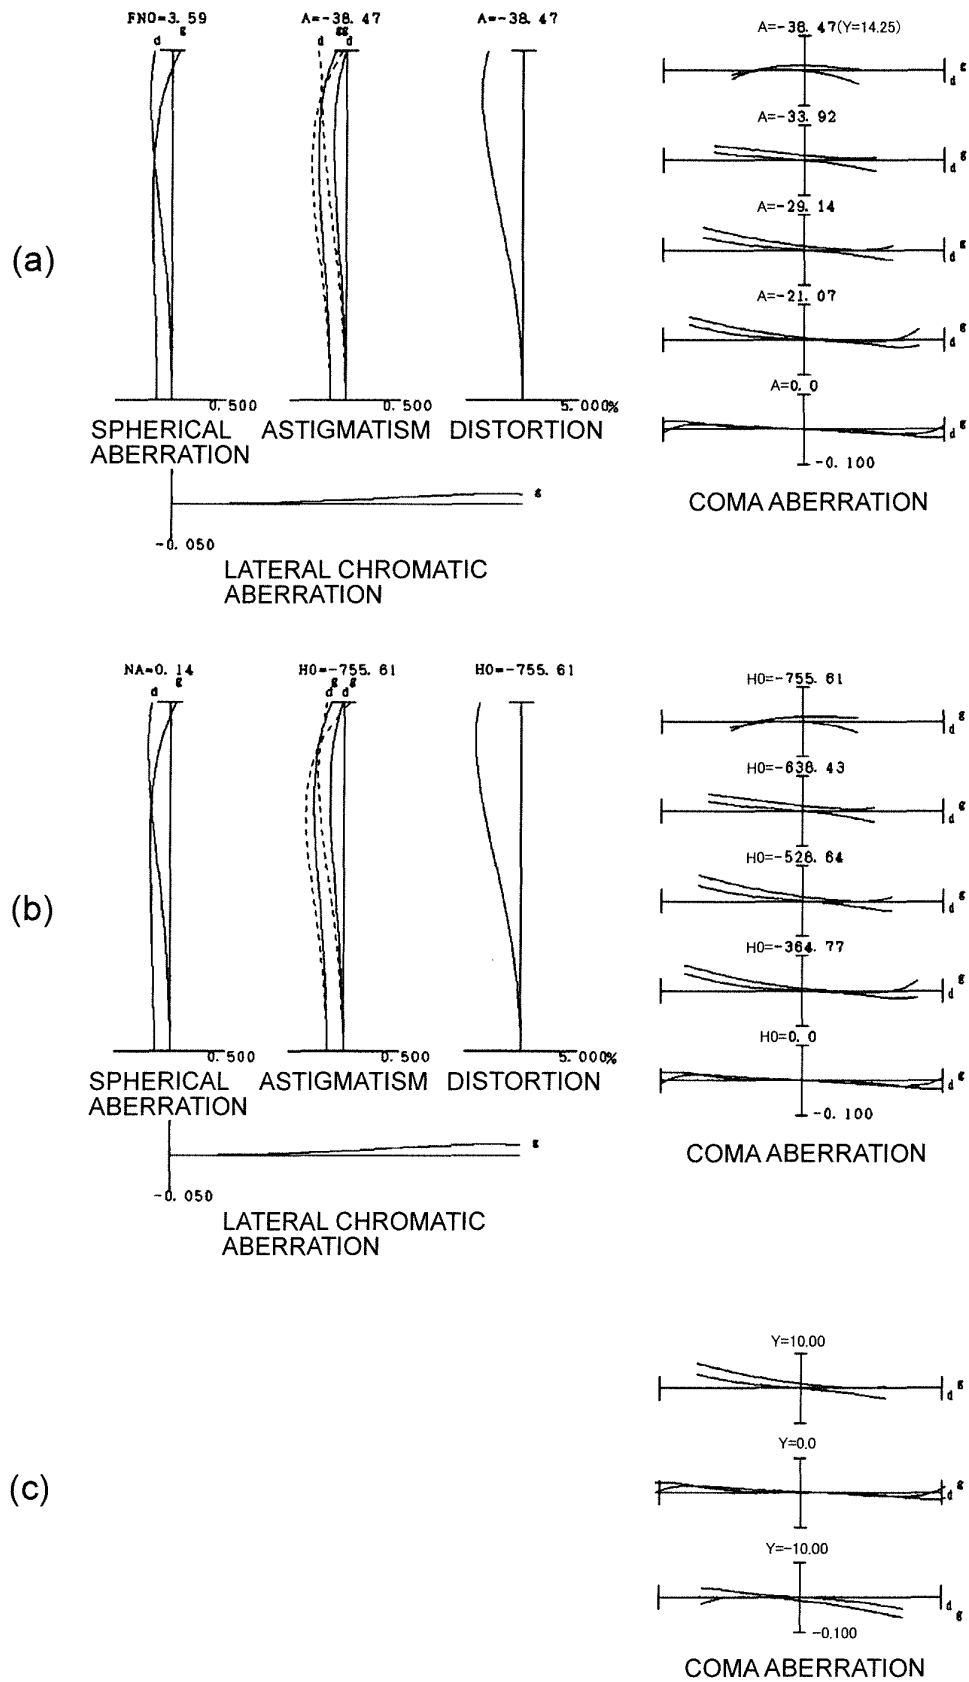 (a)
FNO=3.59
d g
A=-38.47
d gg d
A=-38.47
0.500
0.500
5.000%
SPHERICAL
ABERRATION
ASTIGMATISM
DISTORTION
g
-0.050
LATERAL CHROMATIC
ABERRATION
A=-38.47(Y=14.25)
d g
A=-33.92
d g
A=-29.14
d g
A=-21.07
d g
A=0.0
d g
-0.100
COMA ABERRATION
(b)
NA=0.14
d g
H0=-755.61
d g d g
H0=-755.61
0.500
0.500
5.000%
SPHERICAL
ABERRATION
ASTIGMATISM
DISTORTION
g
-0.050
LATERAL CHROMATIC
ABERRATION
H0=-755.61
d g
H0=-638.43
d g
H0=-528.64
d g
H0=-364.77
d g
H0=0.0
d g
-0.100
COMA ABERRATION
(c)
Y=10.00
d g
Y=0.0
d g
Y=-10.00
d g
-0.100
COMA ABERRATION